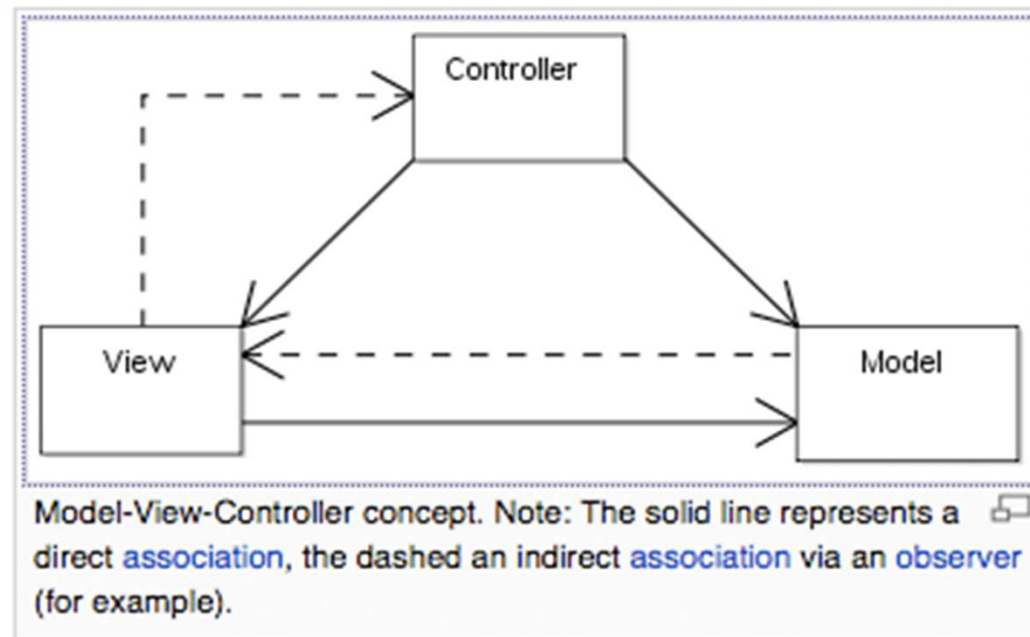 Controller
View
Model
Model-View-Controller concept. Note: The solid line represents a
direct association, the dashed an indirect association via an observer
(for example).